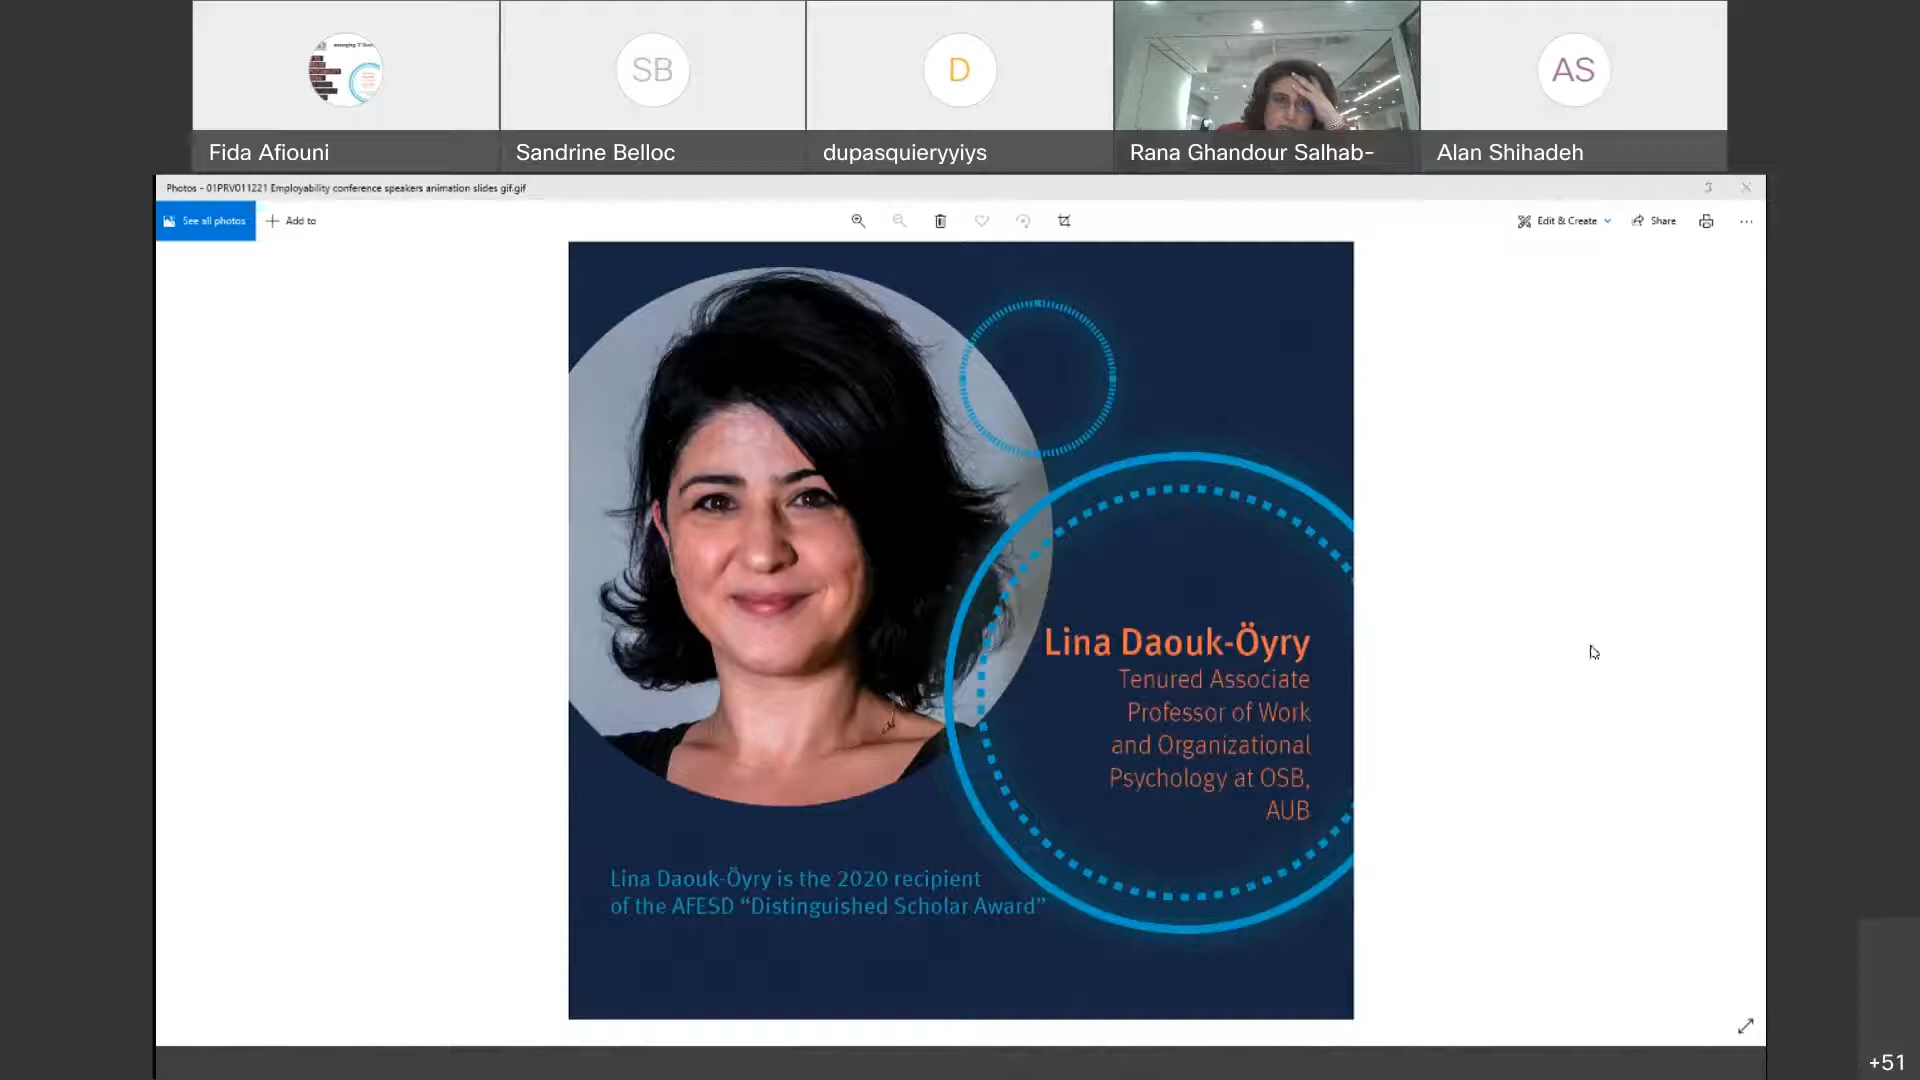 SB
D
AS
Fida Afiouni
Sandrine Belloc
dupasquieryyiys
Rana Ghandour Salhab-
Alan Shihadeh
Photos - 01PRV011221 Employability conference speakers animation slides gif.gif
See all photos
Add to
Edit & Create
Share
Lina Daouk-Öyry
Tenured Associate
Professor of Work
and Organizational
Psychology at OSB,
AUB
Lina Daouk-Öyry is the 2020 recipient
of the AFESD “Distinguished Scholar Award”
+51